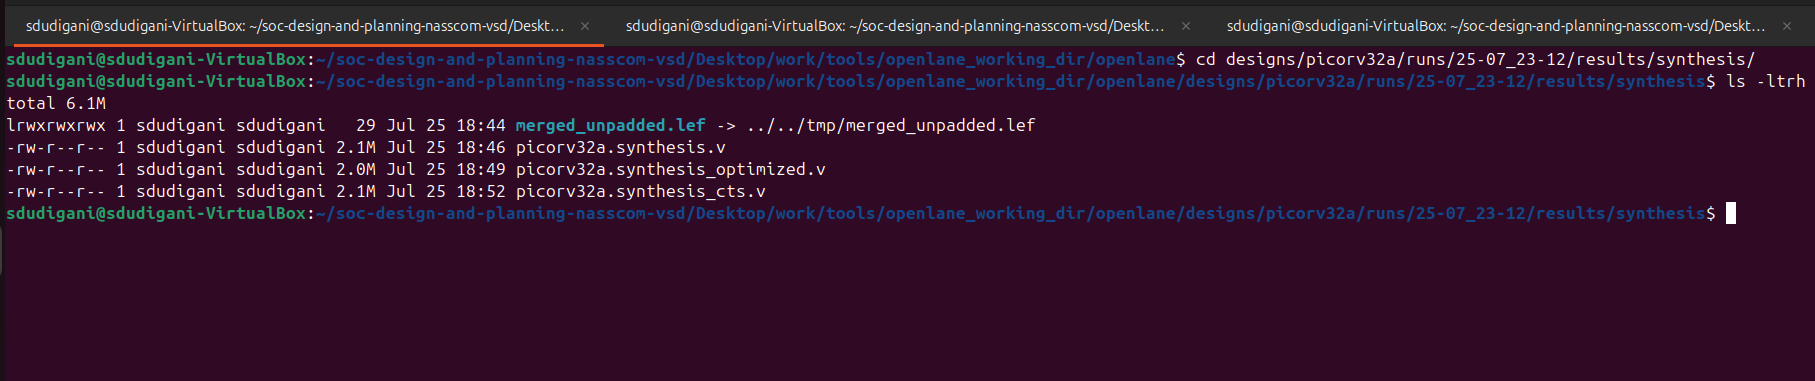 sdudigani@sdudigani-VirtualBox: ~/soc-design-and-planning-nasscom-vsd/Deskt… × sdudigani@sdudigani-VirtualBox: ~/soc-design-and-planning-nasscom-vsd/Deskt… × sdudigani@sdudigani-VirtualBox: ~/soc-design-and-planning-nasscom-vsd/Deskt… ×
sdudigani@sdudigani-VirtualBox:~/soc-design-and-planning-nasscom-vsd/Desktop/work/tools/openlane_working_dir/openlane$ cd designs/picorv32a/runs/25-07_23-12/results/synthesis/
sdudigani@sdudigani-VirtualBox:~/soc-design-and-planning-nasscom-vsd/Desktop/work/tools/openlane_working_dir/openlane/designs/picorv32a/runs/25-07_23-12/results/synthesis$ ls -ltrh
total 6.1M
lrwxrwxrwx 1 sdudigani sdudigani   29 Jul 25 18:44 merged_unpadded.lef -> ../../tmp/merged_unpadded.lef
-rw-r--r-- 1 sdudigani sdudigani 2.1M Jul 25 18:46 picorv32a.synthesis.v
-rw-r--r-- 1 sdudigani sdudigani 2.0M Jul 25 18:49 picorv32a.synthesis_optimized.v
-rw-r--r-- 1 sdudigani sdudigani 2.1M Jul 25 18:52 picorv32a.synthesis_cts.v
sdudigani@sdudigani-VirtualBox:~/soc-design-and-planning-nasscom-vsd/Desktop/work/tools/openlane_working_dir/openlane/designs/picorv32a/runs/25-07_23-12/results/synthesis$